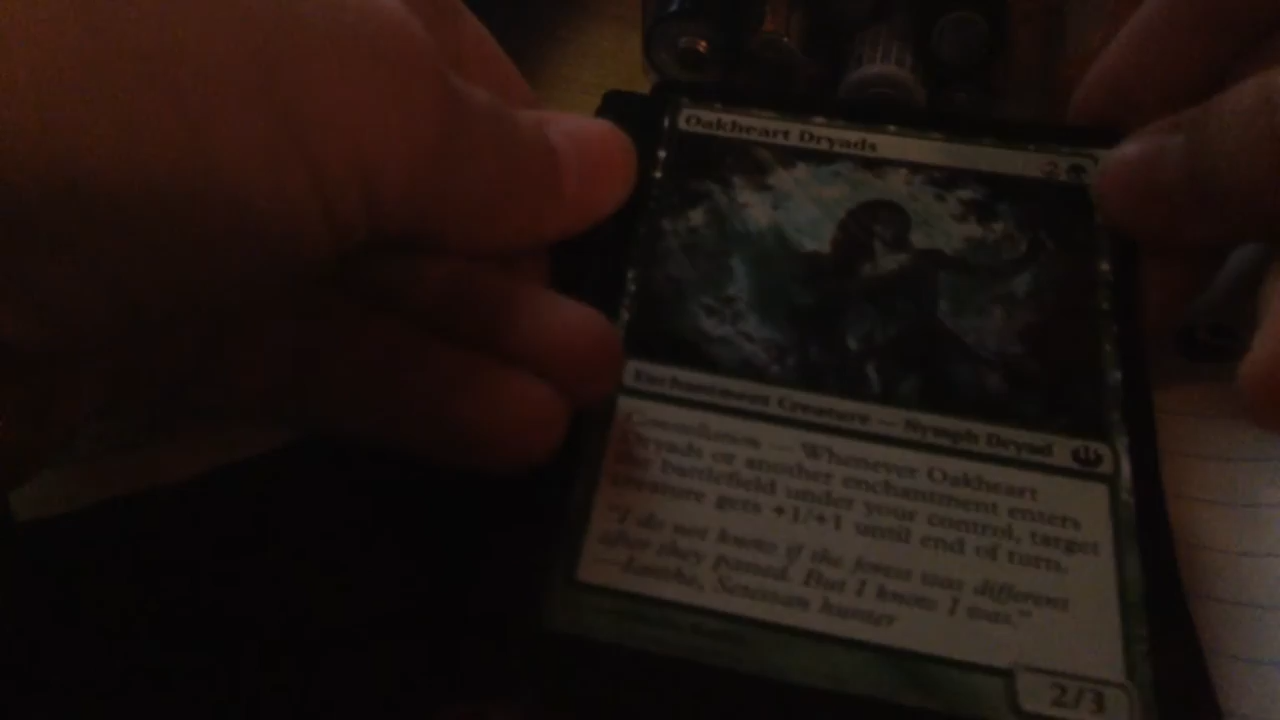 Oakheart Dryads
2
Enchantment Creature — Nymph Dryad
Constellation — Whenever Oakheart
Dryads or another enchantment enters
the battlefield under your control, target
creature gets +1/+1 until end of turn.
"I do not know if the forest was different
after they passed. But I know I was."
Setessan hunter
2/3